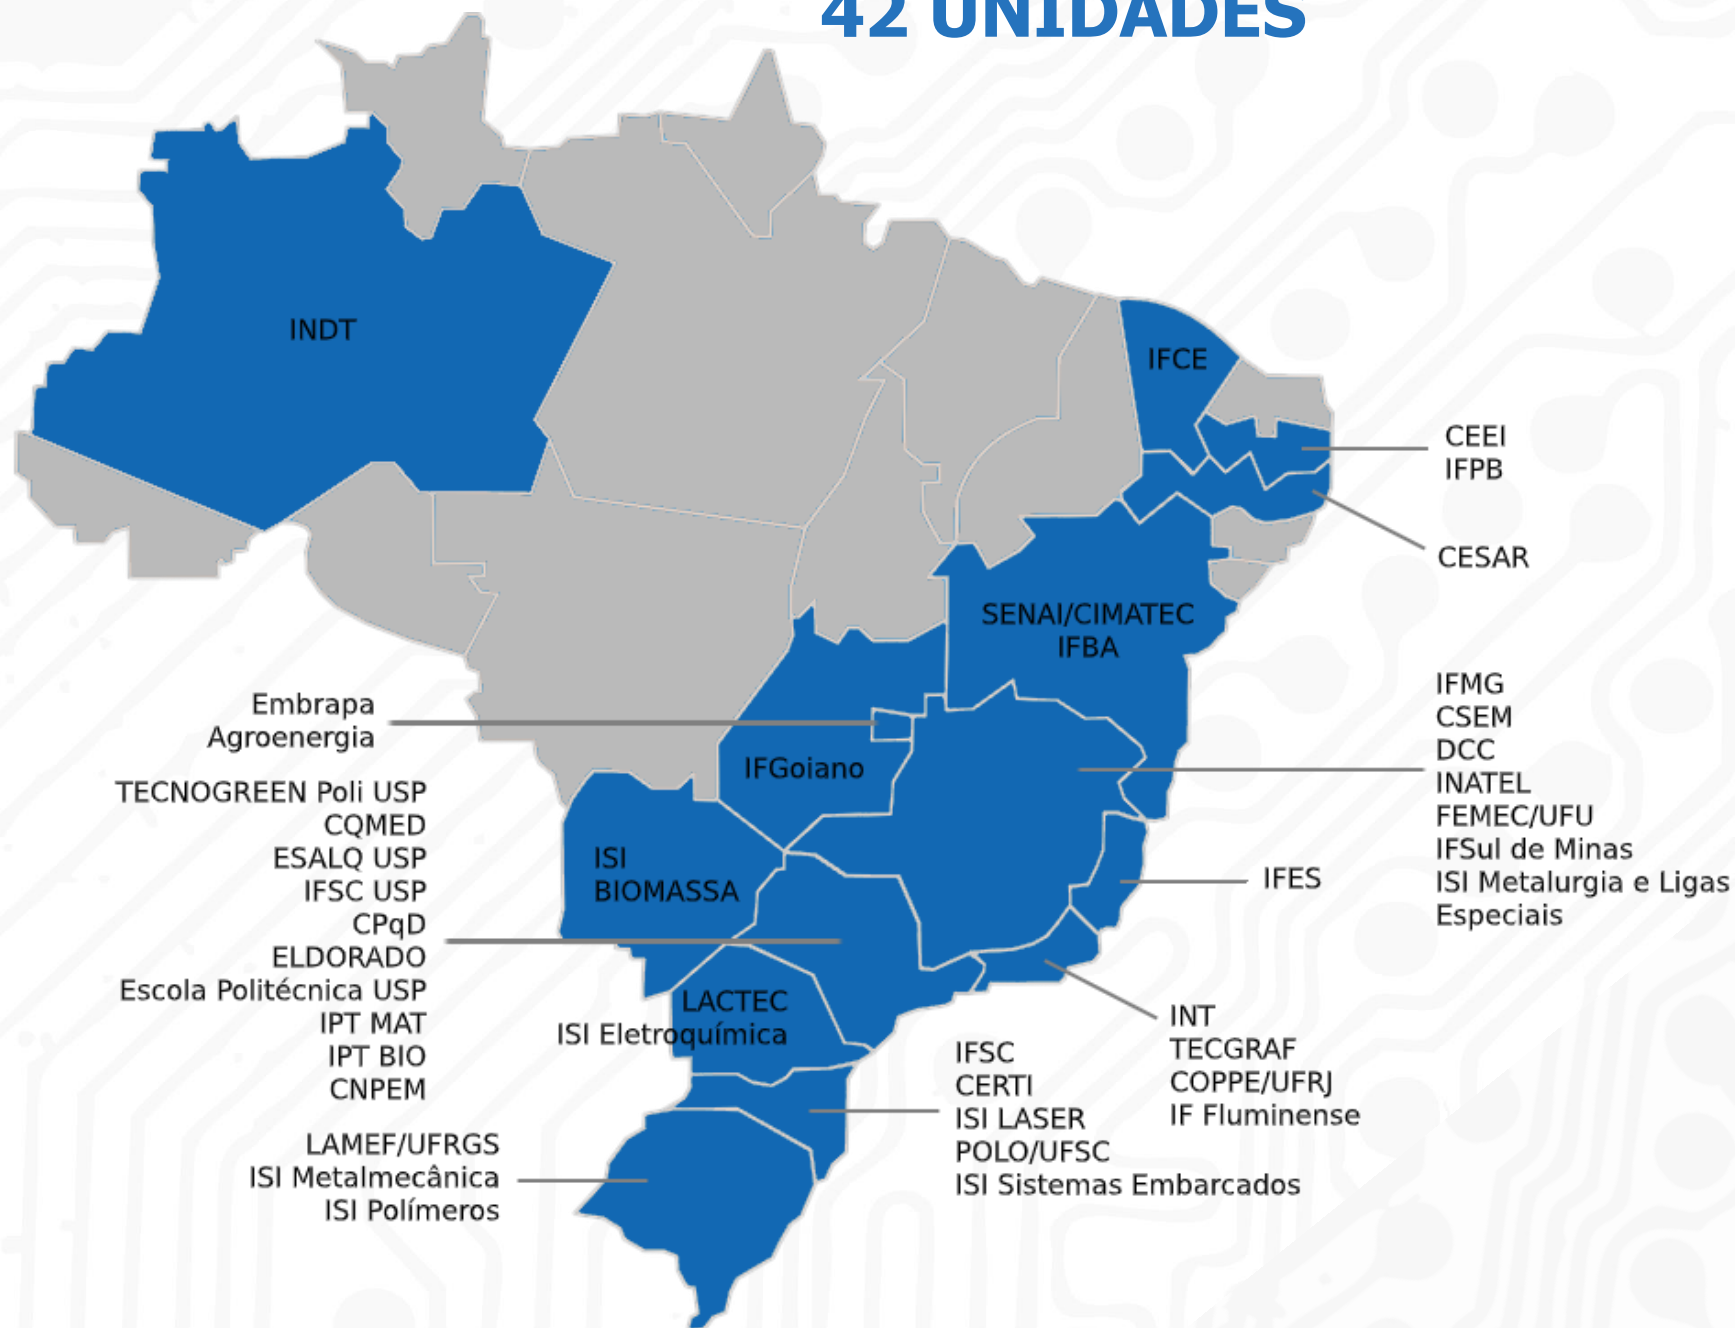 42 UNIDADES
INDT
IFCE
CEEI
IFPB
CESAR
SENAI/CIMATEC
IFBA
Embrapa
Agroenergia
IFGoiano
IFMG
CSEM
DCC
INATEL
FEMEC/UFU
IFSul de Minas
ISI Metalurgia e Ligas
Especiais
TECNOGREEN Poli USP
CQMED
ESALQ USP
IFSC USP
CPqD
ELDORADO
Escola Politécnica USP
IPT MAT
IPT BIO
CNPEM
ISI
BIOMASSA
IFES
LACTEC
ISI Eletroquímica
INT
TECGRAF
COPPE/UFRJ
IF Fluminense
IFSC
CERTI
ISI LASER
POLO/UFSC
ISI Sistemas Embarcados
LAMEF/UFRGS
ISI Metalmecânica
ISI Polímeros